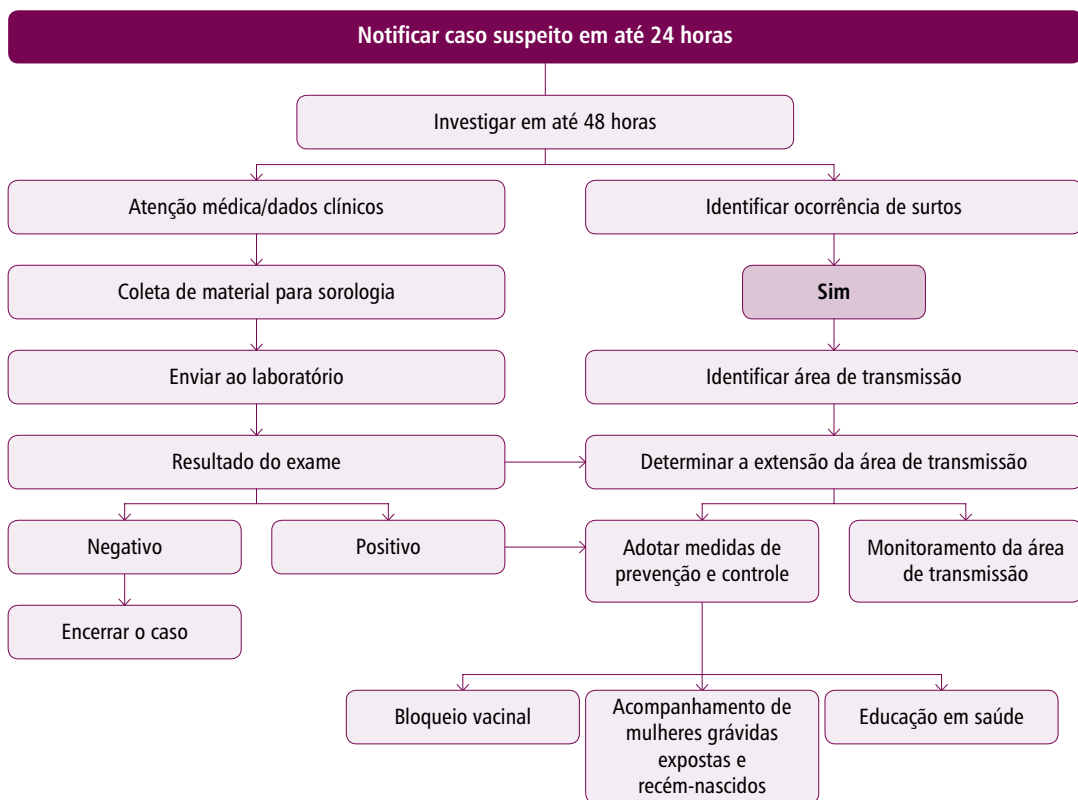 Notificar caso suspeito em até 24 horas
Investigar em até 48 horas
Atenção médica/dados clínicos
Identificar ocorrência de surtos
Coleta de material para sorologia
Sim
Enviar ao laboratório
Identificar área de transmissão
Resultado do exame
Determinar a extensão da área de transmissão
Negativo
Positivo
Adotar medidas de
prevenção e controle
Monitoramento da área
de transmissão
Encerrar o caso
Bloqueio vacinal
Acompanhamento de
mulheres grávidas
expostas e
recém-nascidos
Educação em saúde